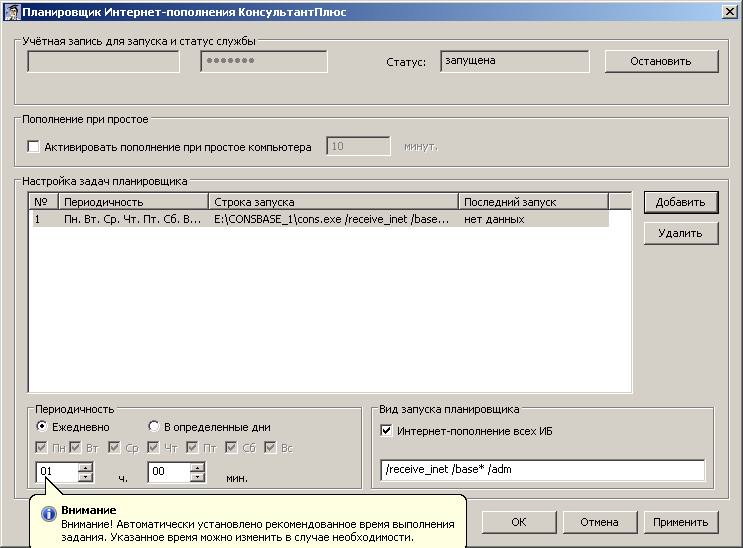 Планировщик Интернет-пополнения КонсультантПлюс
Учётная запись для запуска и статус службы
•••••••
Статус:
запущена
Остановить
Пополнение при простое
Активировать пополнение при простое компьютера
10
минут.
Настройка задач планировщика
№ Периодичность Строка запуска Последний запуск
1 Пн. Вт. Ср. Чт. Пт. Сб. В... E:\CONSBASE_1\cons.exe /receive_inet /base... нет данных
Добавить
Удалить
Периодичность
Ежедневно
В определенные дни
Пн Вт Ср Чт Пт Сб Вс
01 ч. 00 мин.
Вид запуска планировщика
Интернет-пополнение всех ИБ
/receive_inet /base* /adm
Внимание
Внимание! Автоматически установлено рекомендованное время выполнения
задания. Указанное время можно изменить в случае необходимости.
ОК
Отмена
Применить